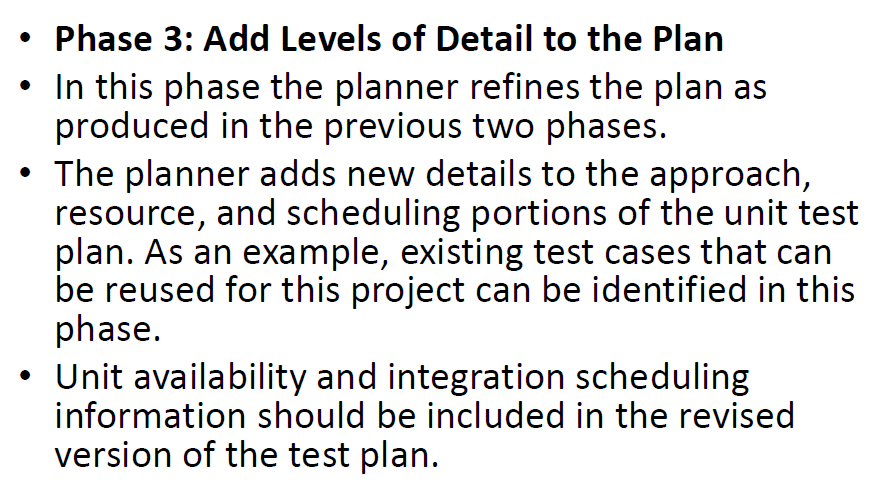 • Phase 3: Add Levels of Detail to the Plan
• In this phase the planner refines the plan as
produced in the previous two phases.
• The planner adds new details to the approach,
resource, and scheduling portions of the unit test
plan. As an example, existing test cases that can
be reused for this project can be identified in this
phase.
• Unit availability and integration scheduling
information should be included in the revised
version of the test plan.